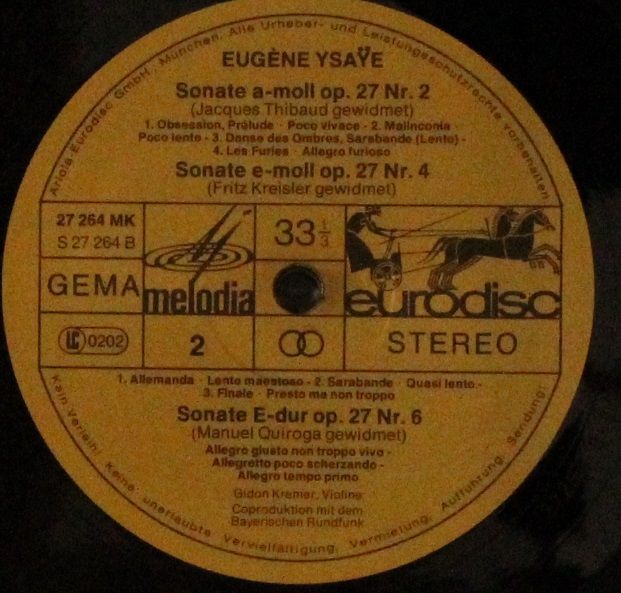 Ariola-Eurodisc GmbH., München. Alle Urheber- und Leistungsschutzrechte vorbehalten
EUGÈNE YSAŸE
Sonate a-moll op. 27 Nr. 2
(Jacques Thibaud gewidmet)
1. Obsession, Prélude · Poco vivace - 2. Malinconia
Poco lento - 3. Danse des Ombres, Sarabande (Lento) -
4. Les Furies · Allegro furioso
Sonate e-moll op. 27 Nr. 4
(Fritz Kreisler gewidmet)
27 264 MK
S 27 264 B
33 1/3
GEMA
melodia
eurodisc
LC 0202
2
STEREO
1. Allemanda · Lento maestoso - 2. Sarabande · Quasi lento -
3. Finale · Presto ma non troppo
Sonate E-dur op. 27 Nr. 6
(Manuel Quiroga gewidmet)
Allegro giusto non troppo vivo -
Allegretto poco scherzando -
Allegro tempo primo
Gidon Kremer, Violine
Coproduktion mit dem
Bayerischen Rundfunk
Kein Verleih! Keine unerlaubte Vervielfältigung, Vermietung, Aufführung, Sendung!